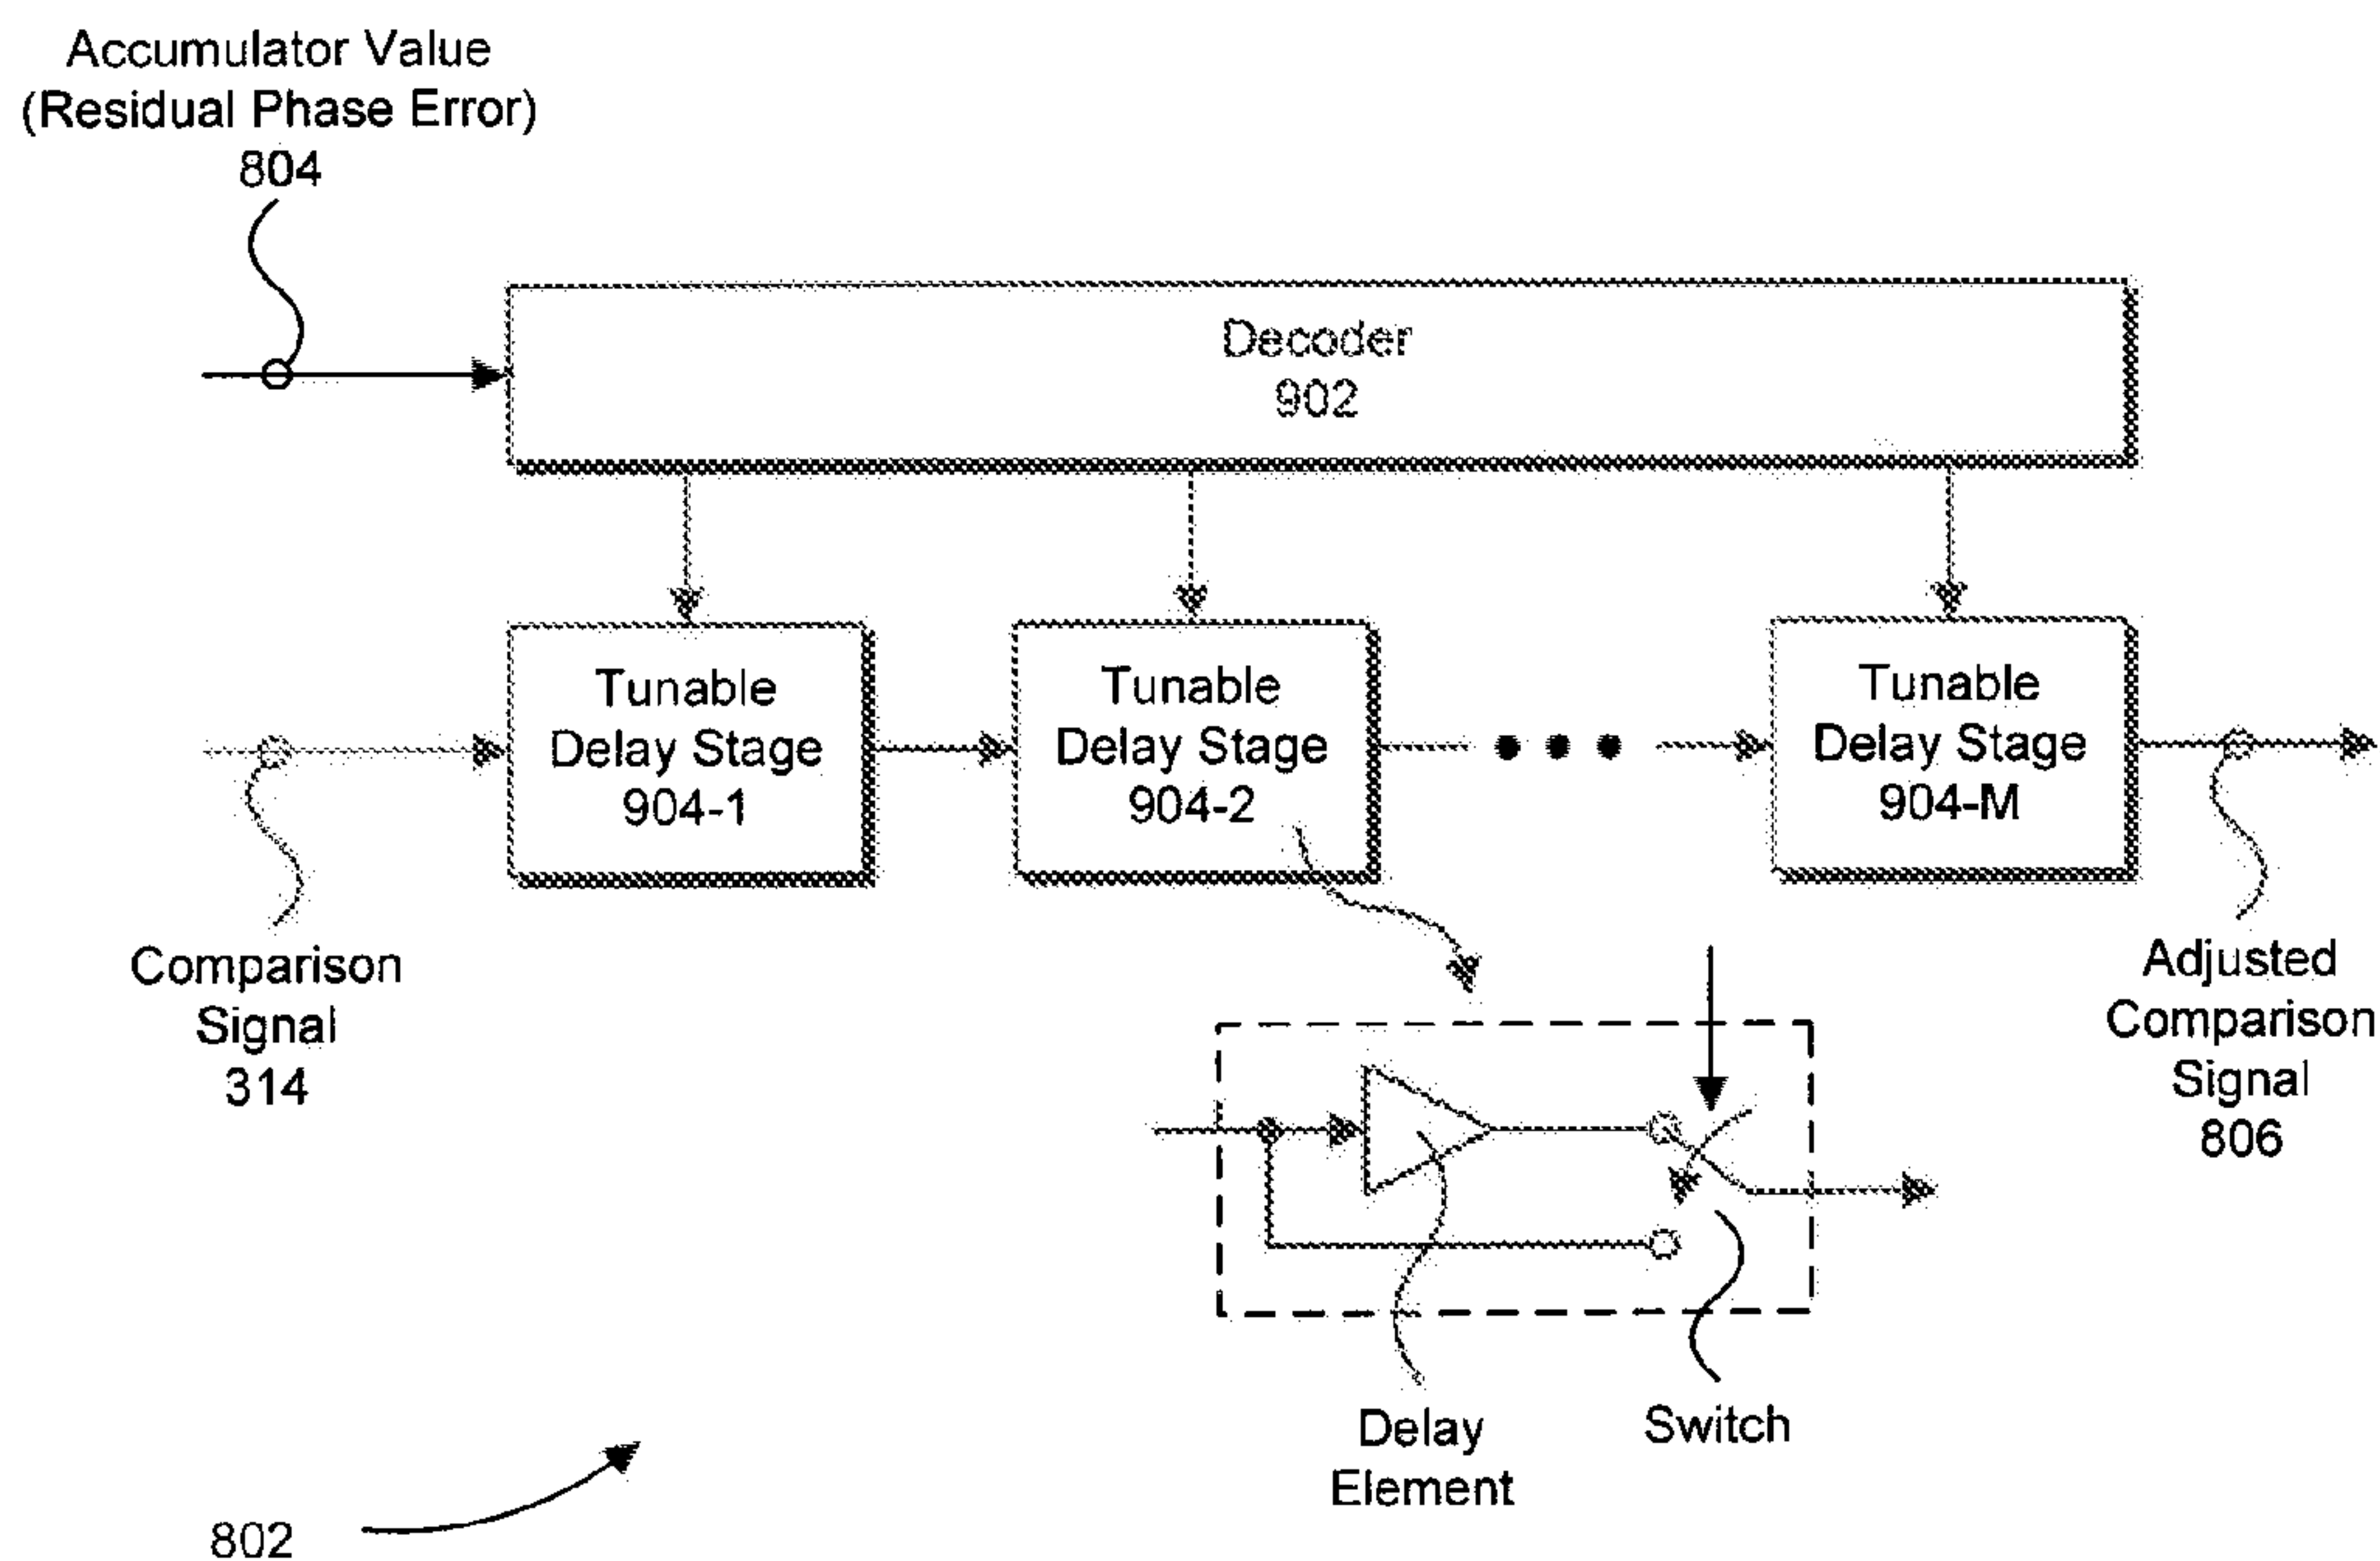 Accumulator Value
(Residual Phase Error)
804
Decoder
902
Tunable
Delay Stage
904-1
Tunable
Delay Stage
904-2
Tunable
Delay Stage
904-M
Comparison
Signal
314
Adjusted
Comparison
Signal
806
Delay
Element
Switch
802